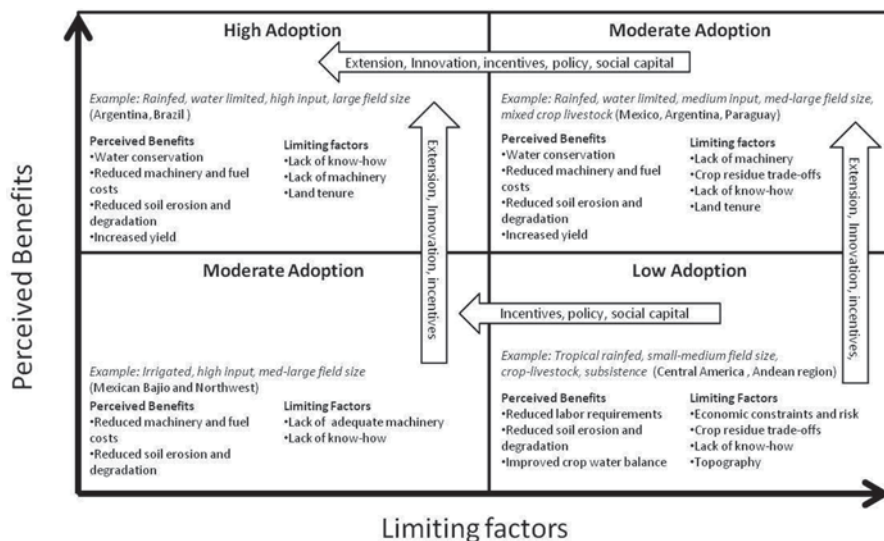 Perceived Benefits
High Adoption
Extension, Innovation, incentives, policy, social capital
Example: Rainfed, water limited, high input, large field size
(Argentina, Brazil )
Perceived Benefits
•Water conservation
•Reduced machinery and fuel
costs
•Reduced soil erosion and
degradation
•Increased yield
Limiting factors
•Lack of know-how
•Lack of machinery
•Land tenure
Extension, Innovation, incentives
Moderate Adoption
Example: Rainfed, water limited, medium input, med-large field size,
mixed crop livestock (Mexico, Argentina, Paraguay)
Perceived Benefits
•Water conservation
•Reduced machinery and fuel
costs
•Reduced soil erosion and
degradation
•Increased yield
Limiting factors
•Lack of machinery
•Crop residue trade-offs
•Lack of know-how
•Land tenure
Extension, Innovation, incentives,
Moderate Adoption
Example: Irrigated, high input, med-large field size
(Mexican Bajio and Northwest)
Perceived Benefits
•Reduced machinery and fuel
costs
•Reduced soil erosion and
degradation
Limiting Factors
•Lack of adequate machinery
•Lack of know-how
Low Adoption
Incentives, policy, social capital
Example: Tropical rainfed, small-medium field size,
crop-livestock, subsistence (Central America , Andean region)
Perceived Benefits
•Reduced labor requirements
•Reduced soil erosion and
degradation
•Improved crop water balance
Limiting Factors
•Economic constraints and risk
•Crop residue trade-offs
•Lack of know-how
•Topography
Limiting factors